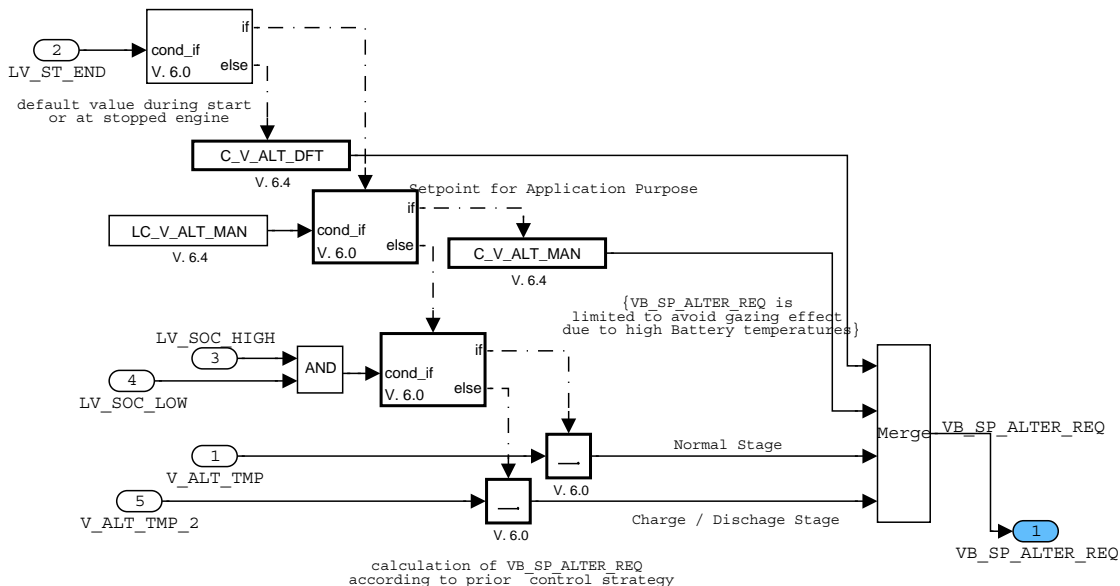 if
2
cond_if
else
V. 6.0
LV_ST_END
default value during start
or at stopped engine
C_V_ALT_DFT
V. 6.4
Setpoint for Application Purpose
if
LC_V_ALT_MAN
cond_if
else
V. 6.0
V. 6.4
C_V_ALT_MAN
V. 6.4
{VB_SP_ALTER_REQ is
limited to avoid gazing effect
due to high Battery temperatures}
LV_SOC_HIGH
3
AND
if
cond_if
4
else
V. 6.0
LV_SOC_LOW
Merge
VB_SP_ALTER_REQ
Normal Stage
1
V_ALT_TMP
V. 6.0
5
V_ALT_TMP_2
Charge / Dischage Stage
V. 6.0
1
VB_SP_ALTER_REQ
calculation of VB_SP_ALTER_REQ
according to prior control strategy